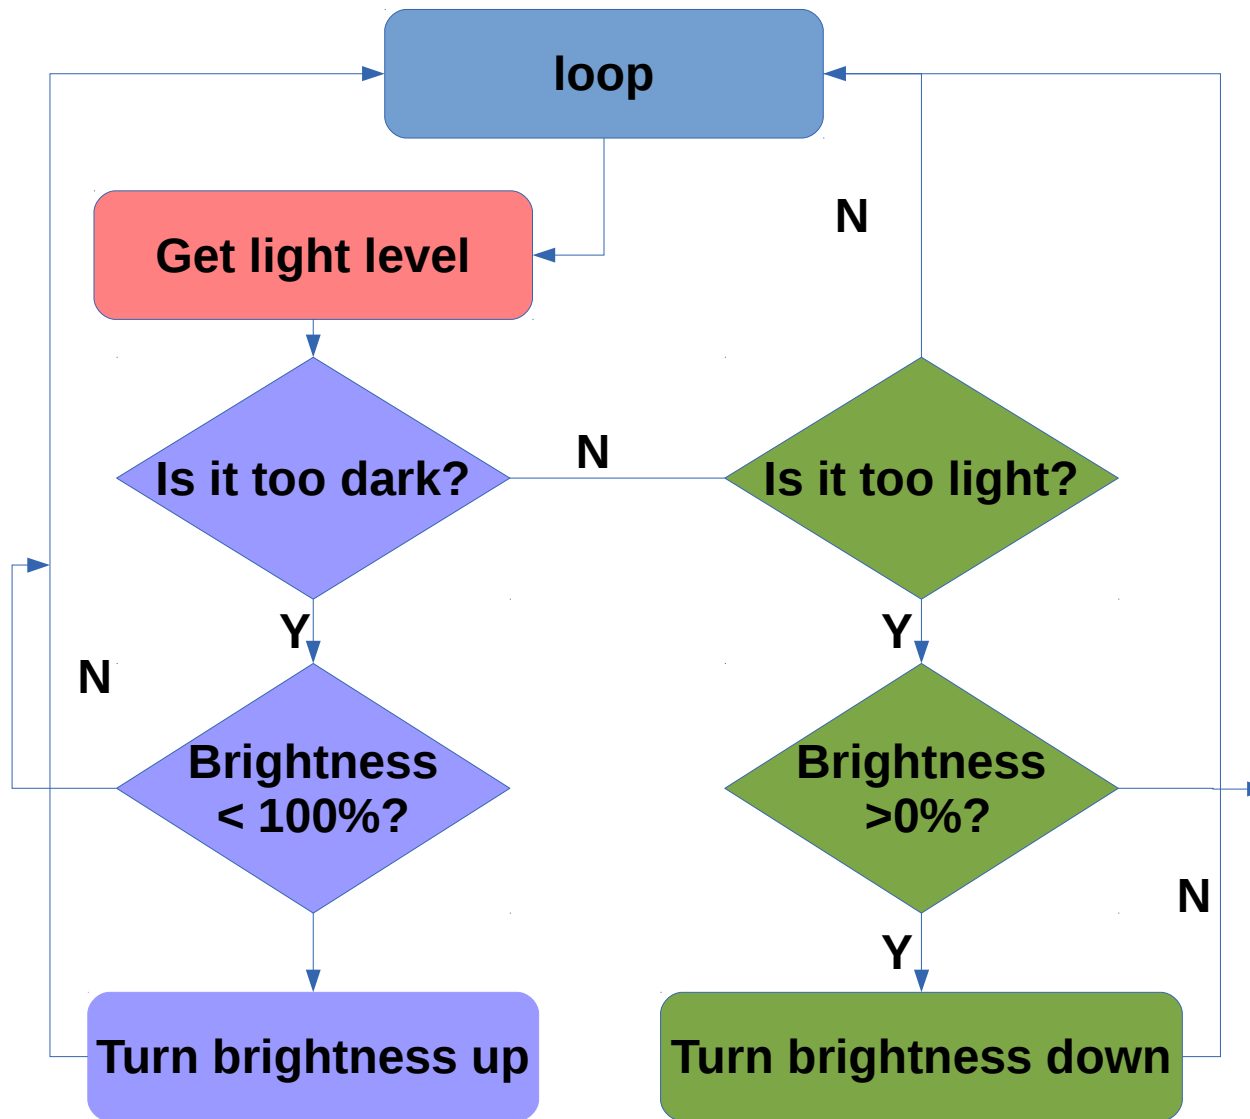 loop
N
Get light level
Is it too dark?
N
Is it too light?
Y
Y
N
Brightness
< 100%?
Brightness
>0%?
N
Y
Turn brightness up
Turn brightness down